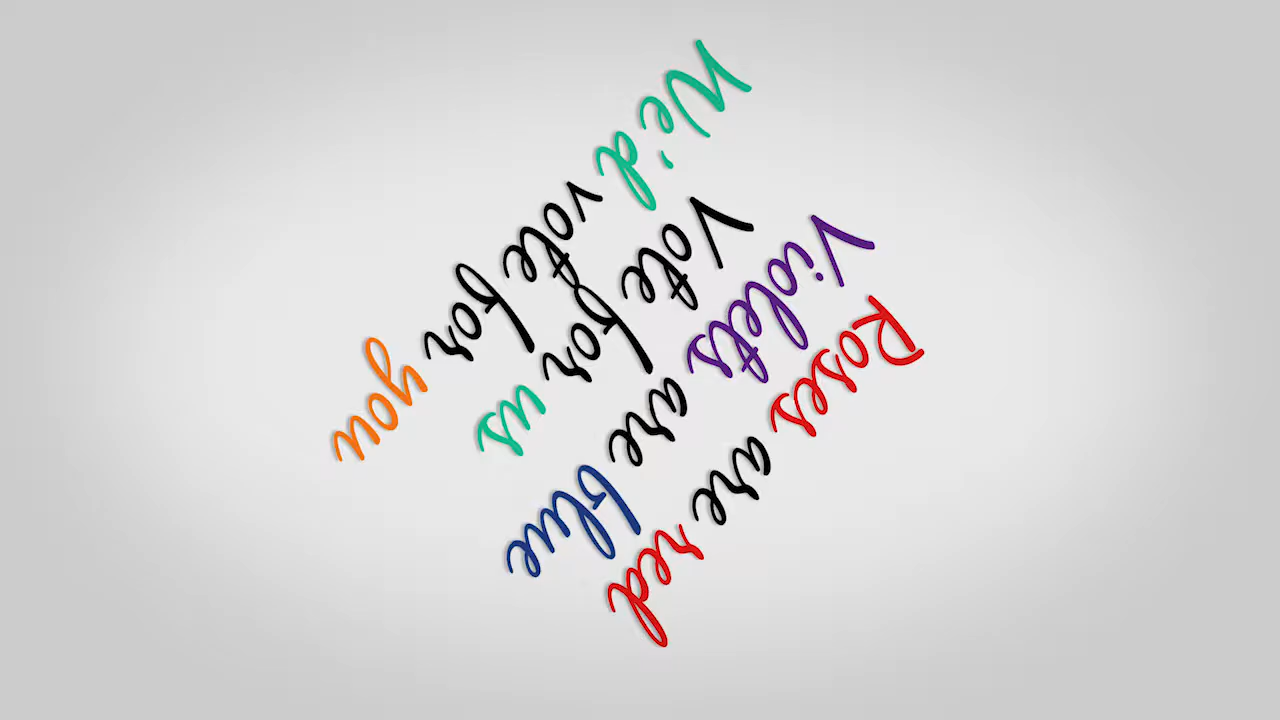 Roses are red
Violets are blue
Vote for us
We'd vote for you